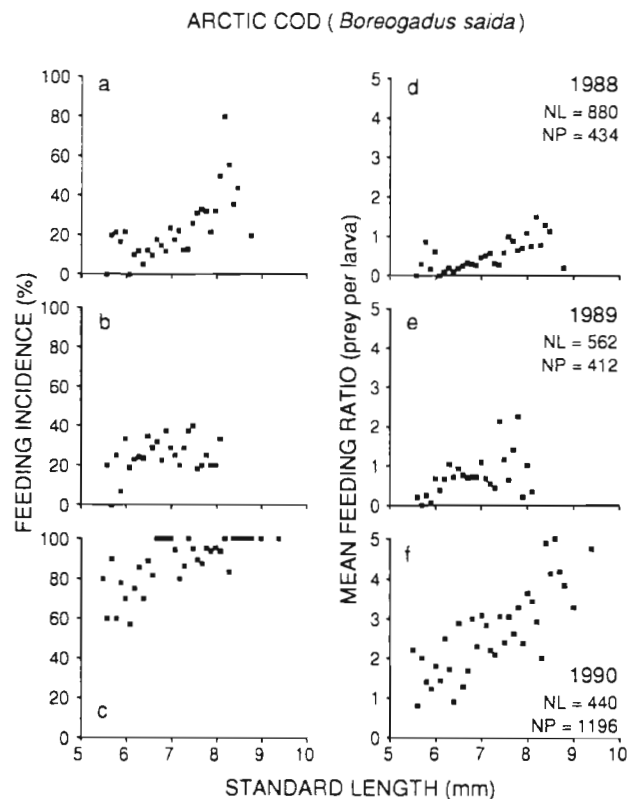 ARCTIC COD (Boreogadus saida)
FEEDING INCIDENCE (%)
a
100
80
60
40
20
0
b
80
60
40
20
0
c
100
80
60
40
20
0
5 6 7 8 9 10
MEAN FEEDING RATIO (prey per larva)
d
1988
NL = 880
NP = 434
5
4
3
2
1
0
e
1989
NL = 562
NP = 412
5
4
3
2
1
0
f
1990
NL = 440
NP = 1196
5
4
3
2
1
0
5 6 7 8 9 10
STANDARD LENGTH (mm)